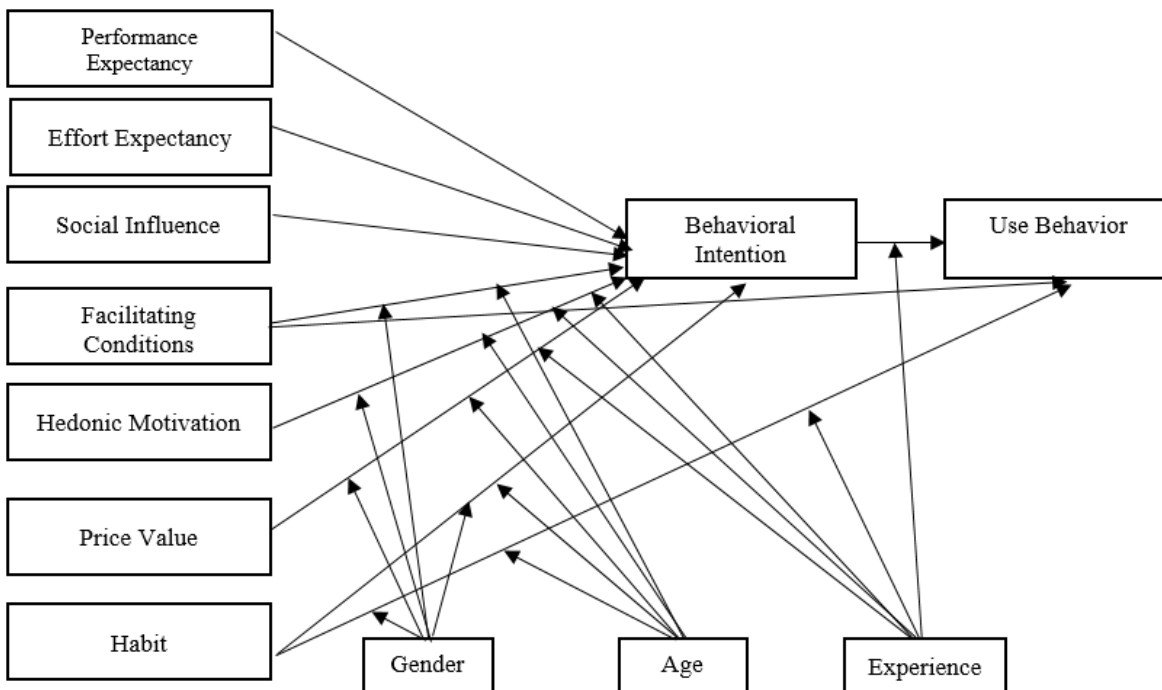 Performance
Expectancy
Effort Expectancy
Social Influence
Facilitating
Conditions
Hedonic Motivation
Price Value
Habit
Behavioral
Intention
Use Behavior
Gender
Age
Experience